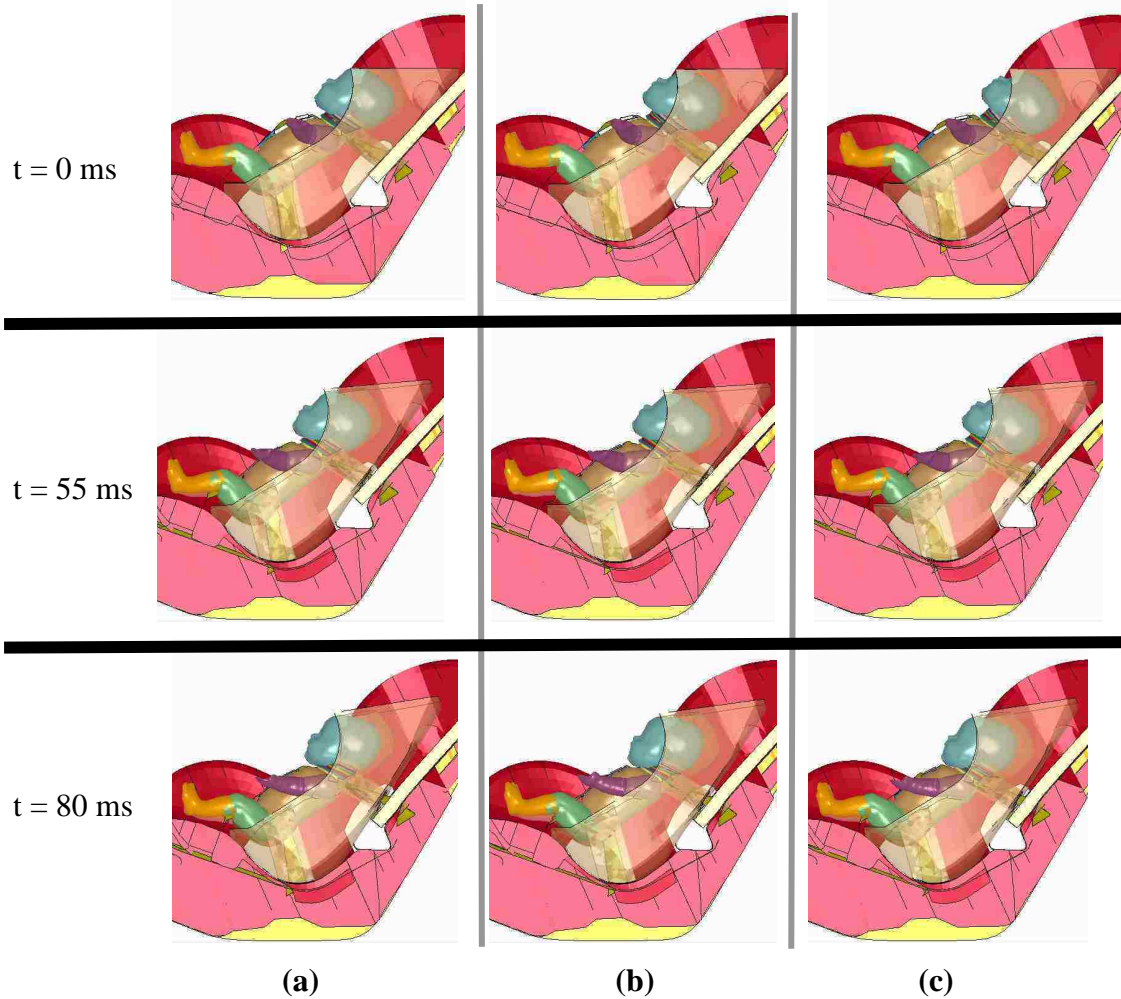 t = 0 ms
t = 55 ms
t = 80 ms
(a) (b) (c)